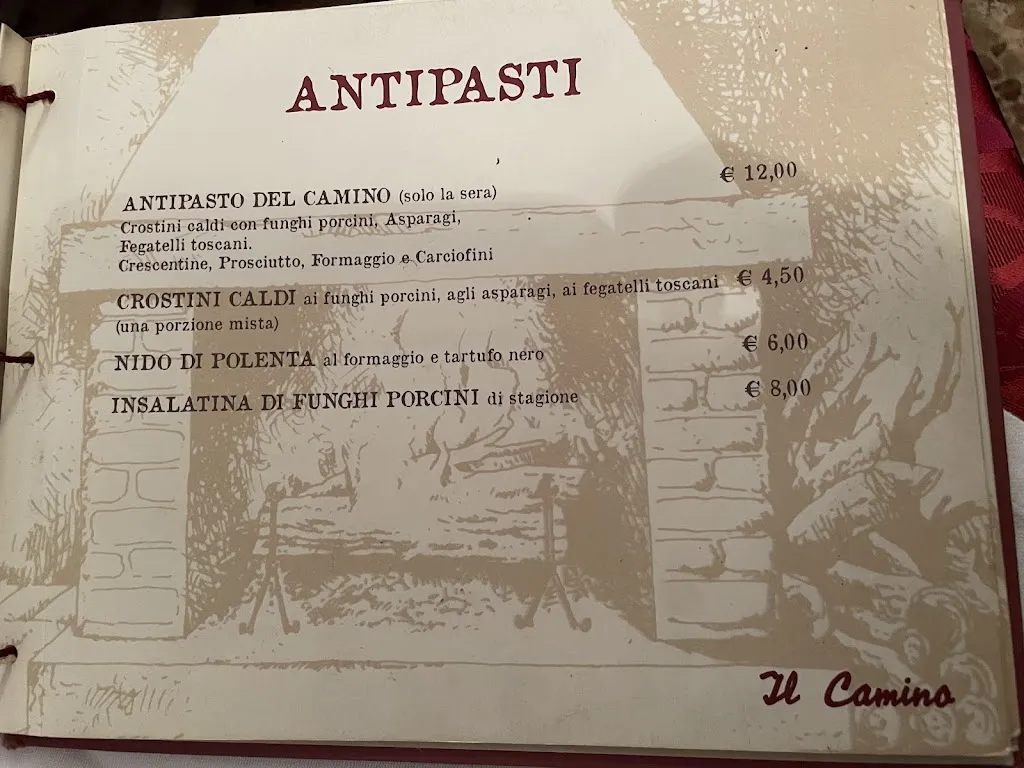 ANTIPASTI
ANTIPASTO DEL CAMINO (solo la sera) € 12,00
Crostini caldi con funghi porcini, Asparagi,
Fegatelli toscani.
Crescentine, Prosciutto, Formaggio e Carciofini
CROSTINI CALDI ai funghi porcini, agli asparagi, ai fegatelli toscani € 4,50
(una porzione mista)
NIDO DI POLENTA al formaggio e tartufo nero € 6,00
INSALATINA DI FUNGHI PORCINI di stagione € 8,00
Il Camino